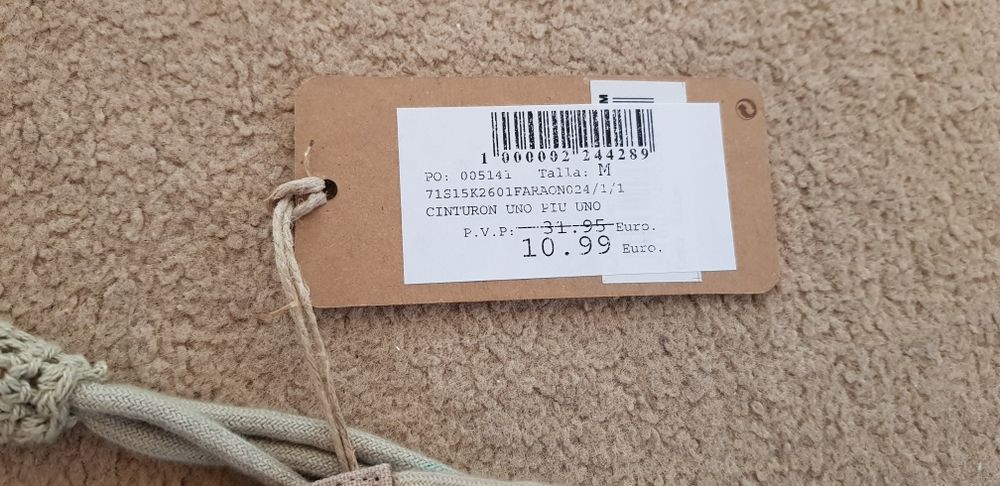 M
1 000002 244289
PO: 005141 Talla: M
71S15K2601FARAON024/1/1
CINTURON UNO PIU UNO
P.V.P: 31.95 Euro.
10.99 Euro.